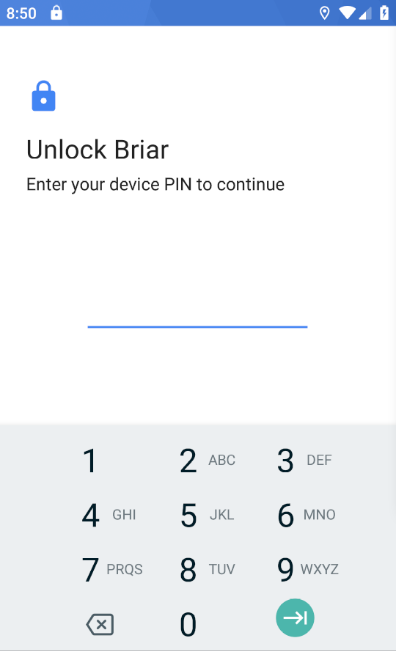 8:50
Unlock Briar
Enter your device PIN to continue
1 2 ABC 3 DEF
4 GHI 5 JKL 6 MNO
7 PRQS 8 TUV 9 WXYZ
0